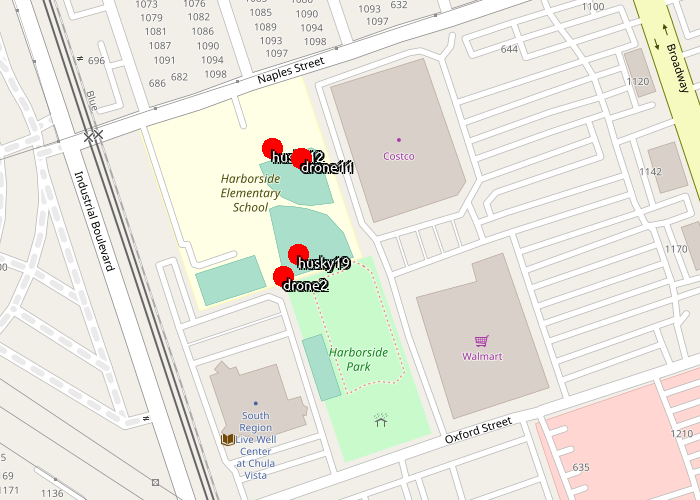 1073
1079
1081
1087
1091
1076
1082
1086
1090
1094
1098
1085
1089
1093
1097
1090
1094
1098
1093
1097
632
1100
696
686
682
644
Naples Street
Broadway
1120
Blue
Costco
1142
Harborside
Elementary
School
drone11
husky19
drone2
Industrial Boulevard
1170
Harborside
Park
Walmart
South
Region
Live Well
Center
at Chula
Vista
Oxford Street
1210
635
169
1171
1136